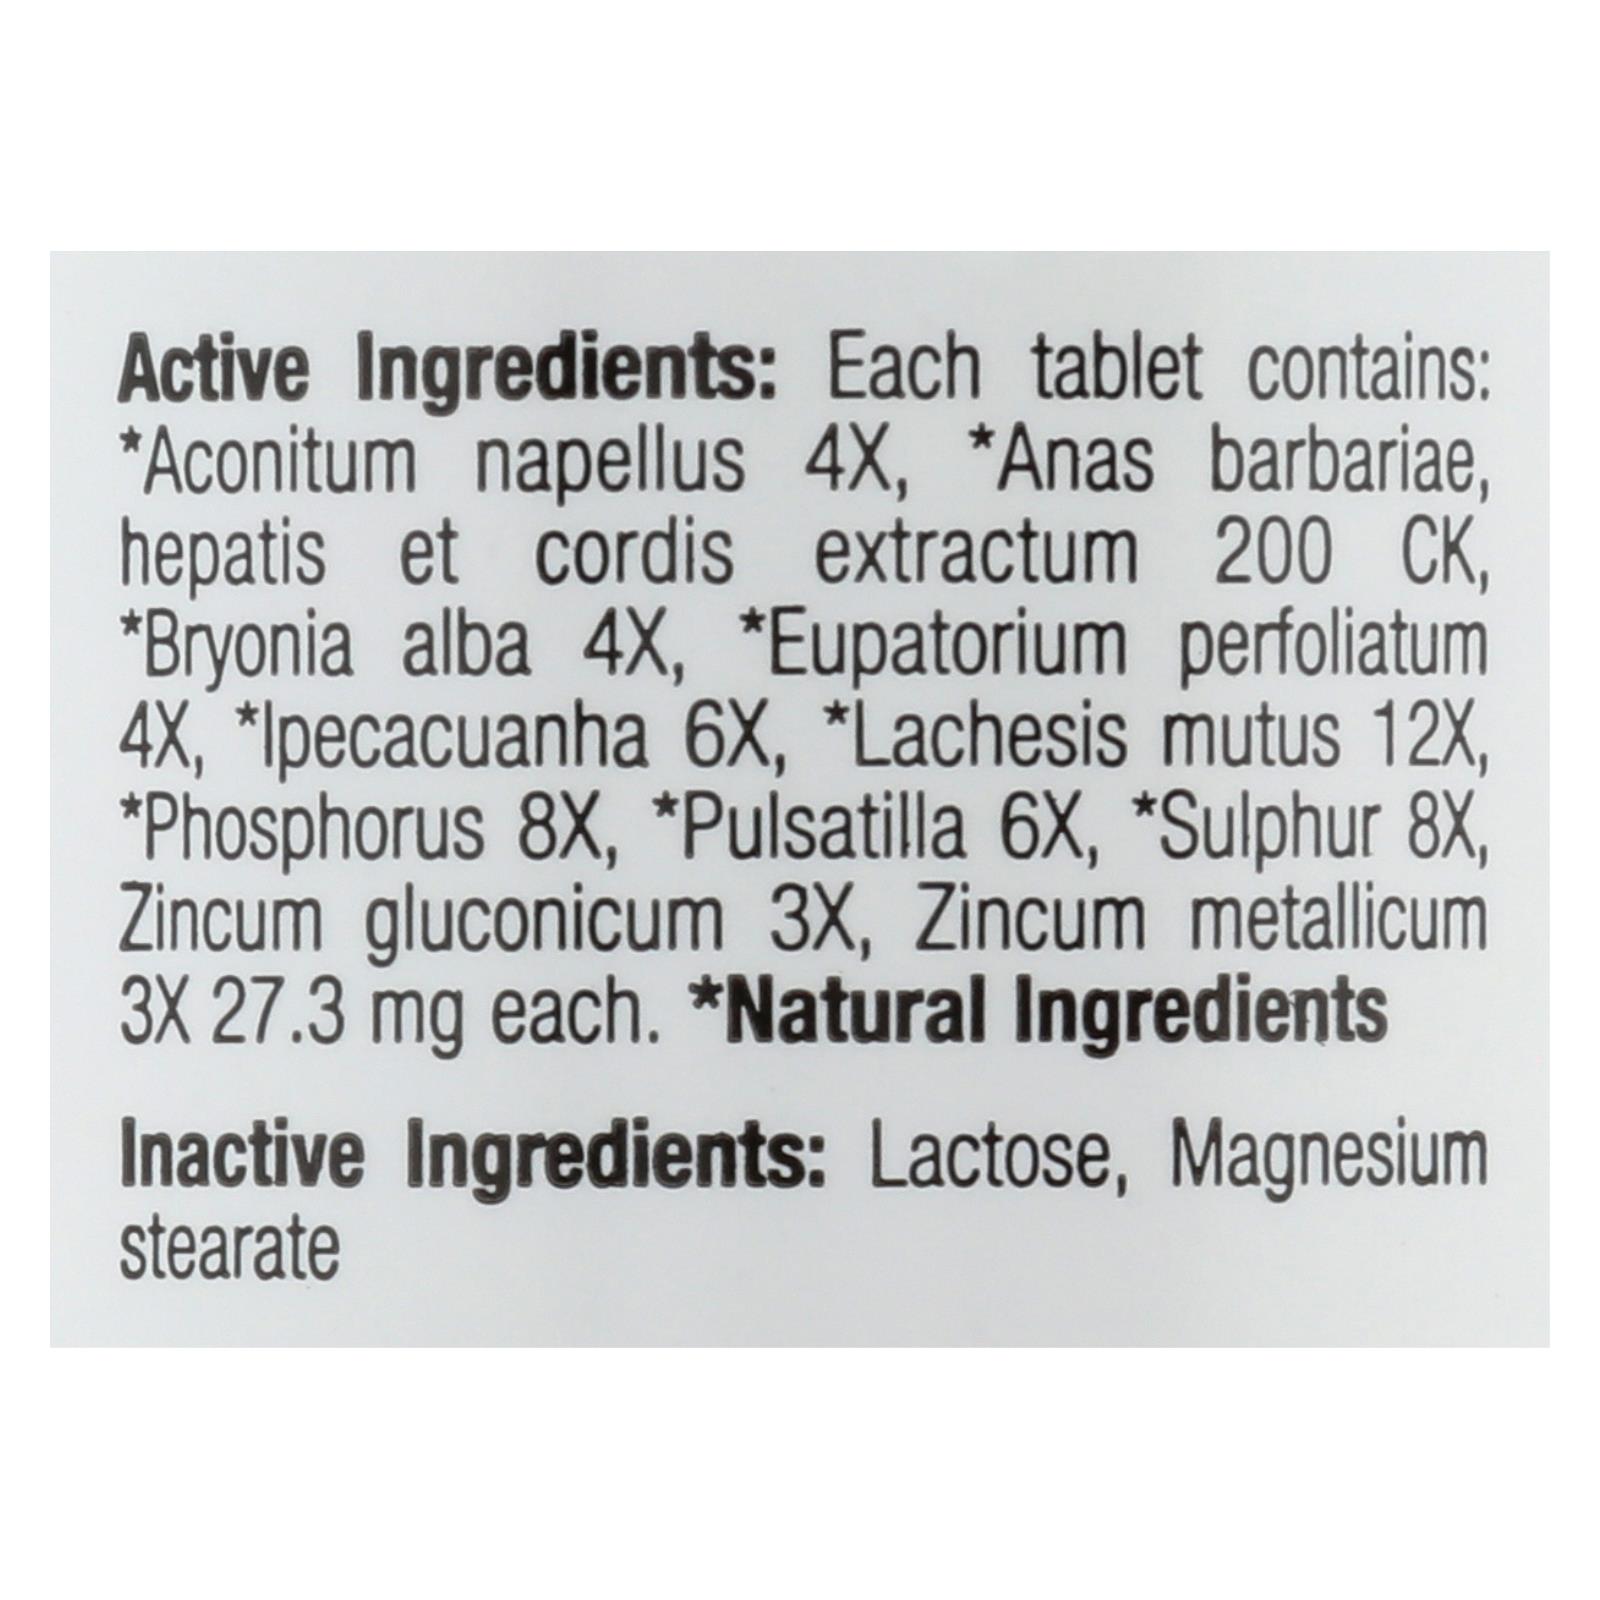 Active Ingredients: Each tablet contains:
*Aconitum napellus 4X, *Anas barbariae,
hepatis et cordis extractum 200 CK,
*Bryonia alba 4X, *Eupatorium perfoliatum
4X, *Ipecacuanha 6X, *Lachesis mutus 12X,
*Phosphorus 8X, *Pulsatilla 6X, *Sulphur 8X,
Zincum gluconicum 3X, Zincum metallicum
3X 27.3 mg each. *Natural Ingredients
Inactive Ingredients: Lactose, Magnesium
stearate